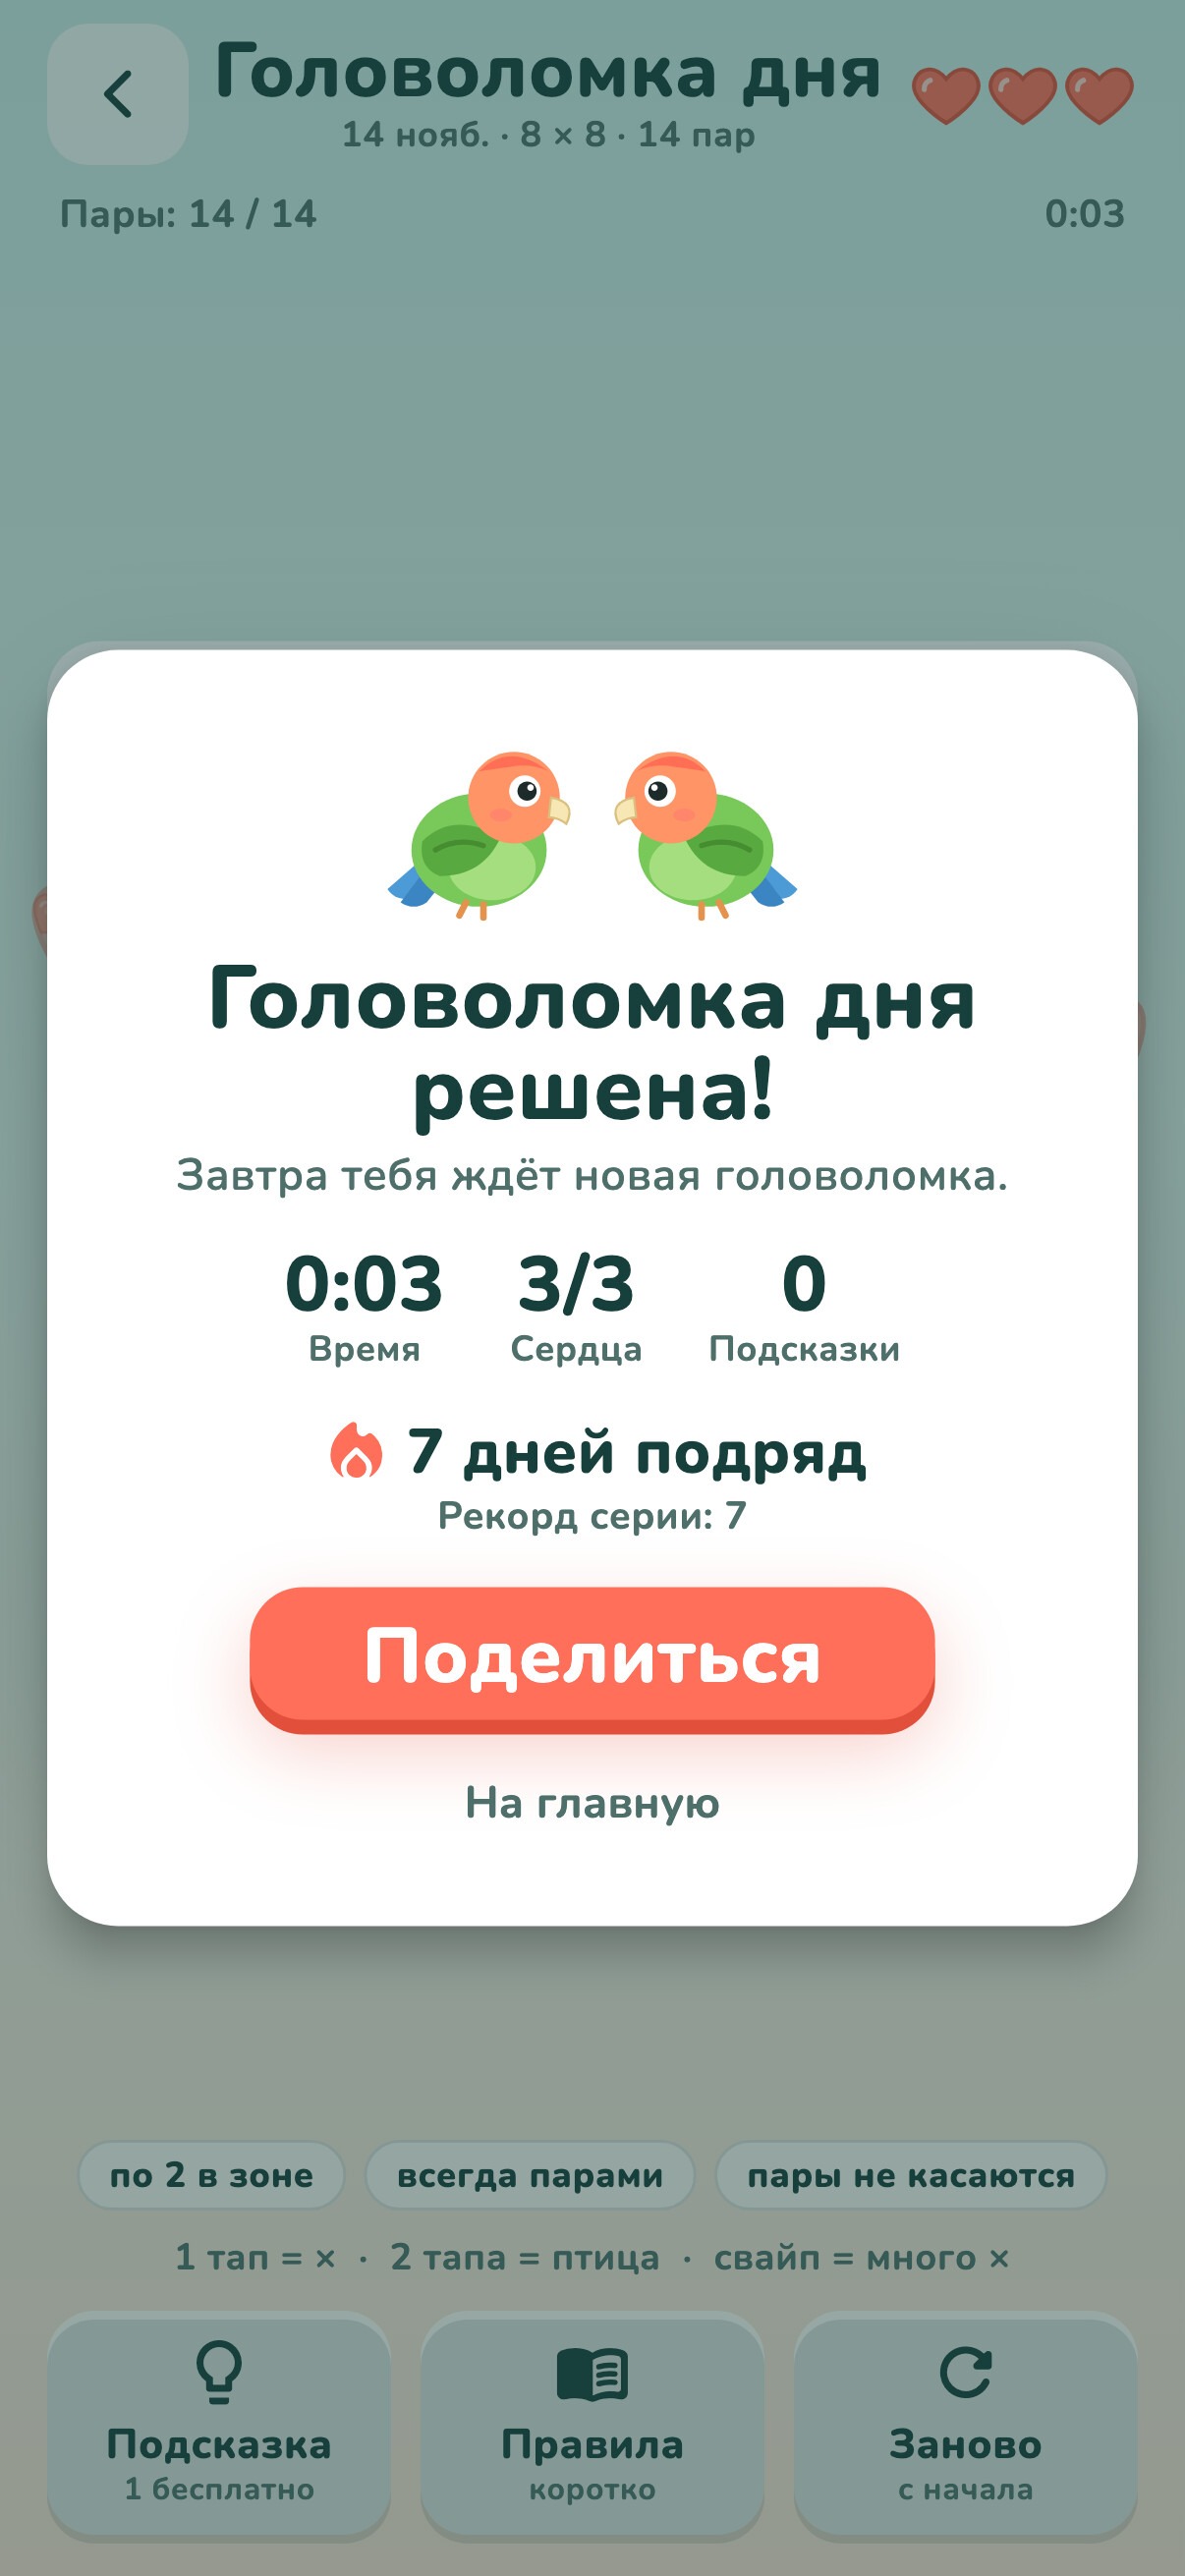 Головоломка дня
14 нояб. · 8 × 8 · 14 пар
Пары: 14 / 14
0:03
Головоломка дня
решена!
Завтра тебя ждёт новая головоломка.
0:03 3/3 0
Время Сердца Подсказки
7 дней подряд
Рекорд серии: 7
Поделиться
На главную
по 2 в зоне всегда парами пары не касаются
1 тап = × · 2 тапа = птица · свайп = много ×
Подсказка Правила Заново
1 бесплатно коротко с начала